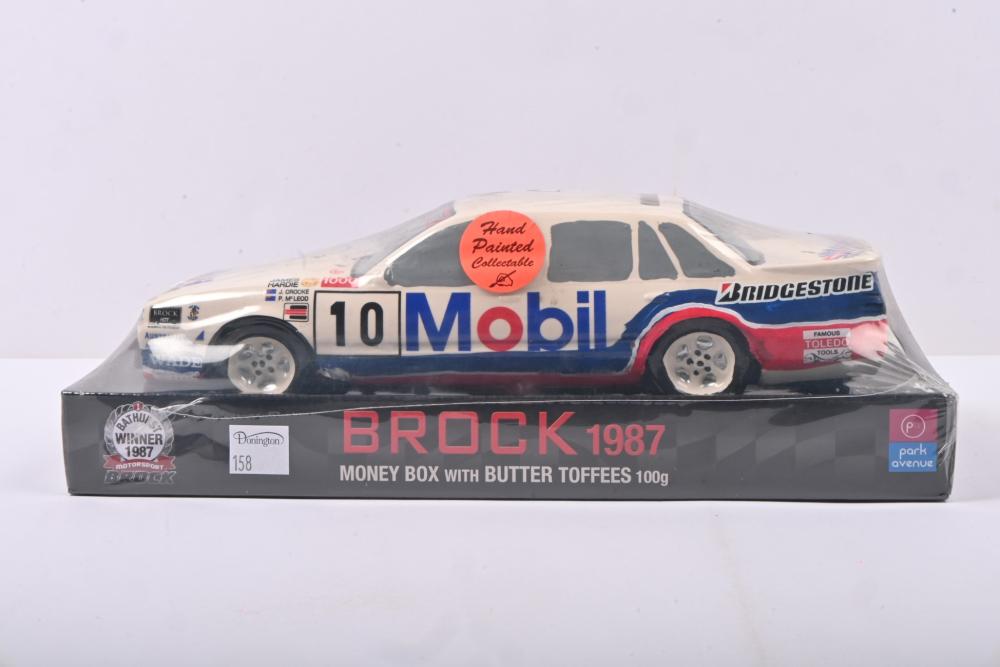 Hand
Painted
Collectable
JAMES
HARDIE
J. CROCKE
P. McLEOD
BROCK
10
Mobil
BRIDGESTONE
FAMOUS
TOLEDO
TOOLS
BATHURST
WINNER
1987
MOTORSPORT
BROCK
Donington
158
BROCK 1987
MONEY BOX WITH BUTTER TOFFEES 100g
P
park
avenue